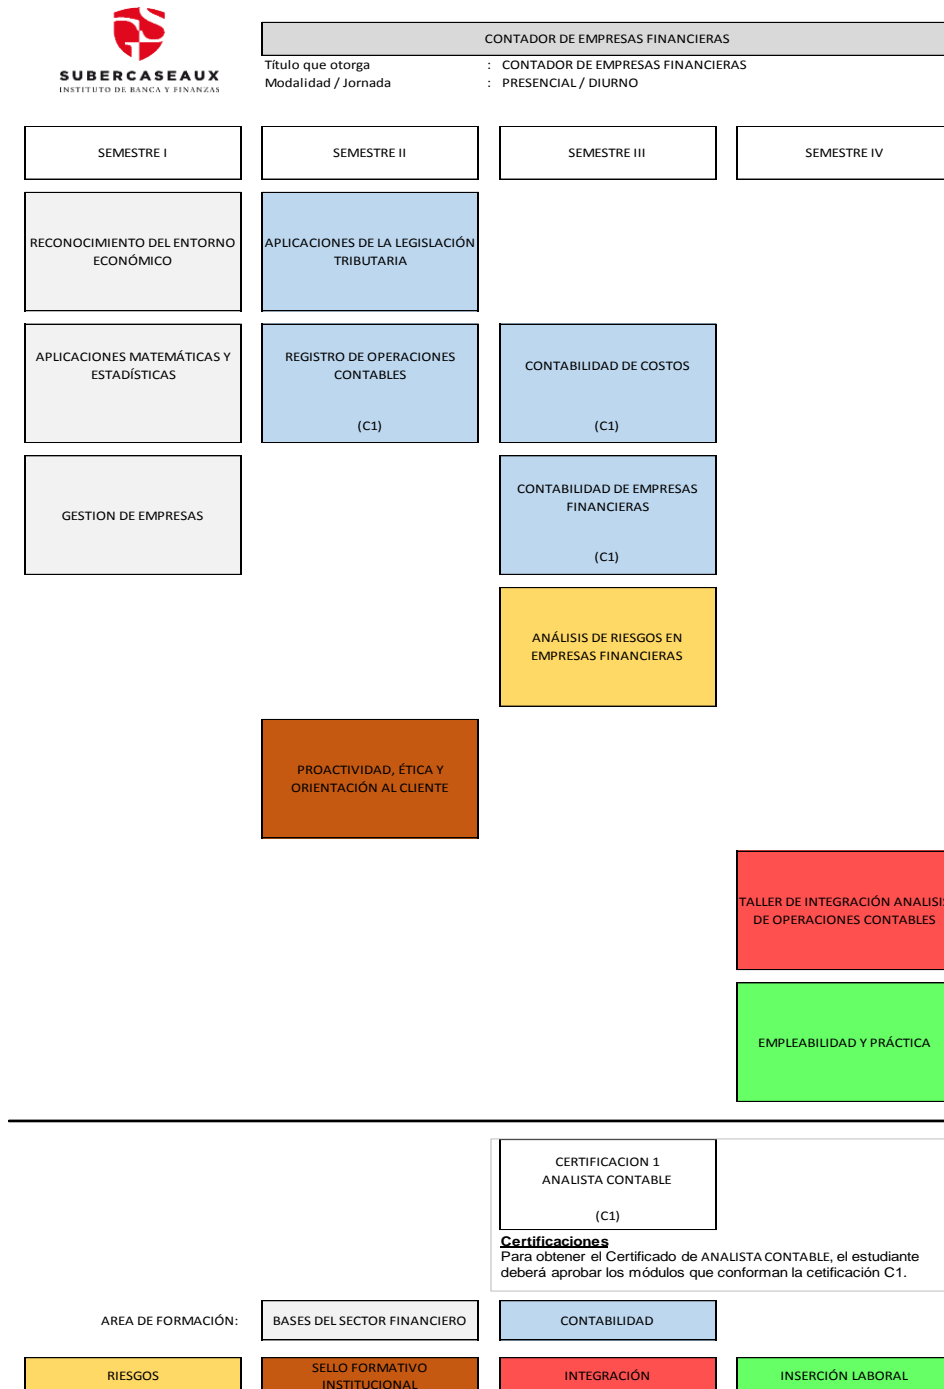 SUBERCASEAUX
INSTITUTO DE BANCA Y FINANZAS
CONTADOR DE EMPRESAS FINANCIERAS
Título que otorga : CONTADOR DE EMPRESAS FINANCIERAS
Modalidad / Jornada : PRESENCIAL / DIURNO
SEMESTRE I
SEMESTRE II
SEMESTRE III
SEMESTRE IV
RECONOCIMIENTO DEL ENTORNO
ECONÓMICO
APLICACIONES DE LA LEGISLACIÓN
TRIBUTARIA
APLICACIONES MATEMÁTICAS Y
ESTADÍSTICAS
REGISTRO DE OPERACIONES
CONTABLES
(C1)
CONTABILIDAD DE COSTOS
(C1)
GESTION DE EMPRESAS
CONTABILIDAD DE EMPRESAS
FINANCIERAS
(C1)
ANÁLISIS DE RIESGOS EN
EMPRESAS FINANCIERAS
PROACTIVIDAD, ÉTICA Y
ORIENTACIÓN AL CLIENTE
TALLER DE INTEGRACIÓN ANALISIS
DE OPERACIONES CONTABLES
EMPLEABILIDAD Y PRÁCTICA
CERTIFICACION 1
ANALISTA CONTABLE
(C1)
Certificaciones
Para obtener el Certificado de ANALISTA CONTABLE, el estudiante
deberá aprobar los módulos que conforman la cetificación C1.
AREA DE FORMACIÓN:
BASES DEL SECTOR FINANCIERO
CONTABILIDAD
RIESGOS
SELLO FORMATIVO
INSTITUCIONAL
INTEGRACIÓN
INSERCIÓN LABORAL